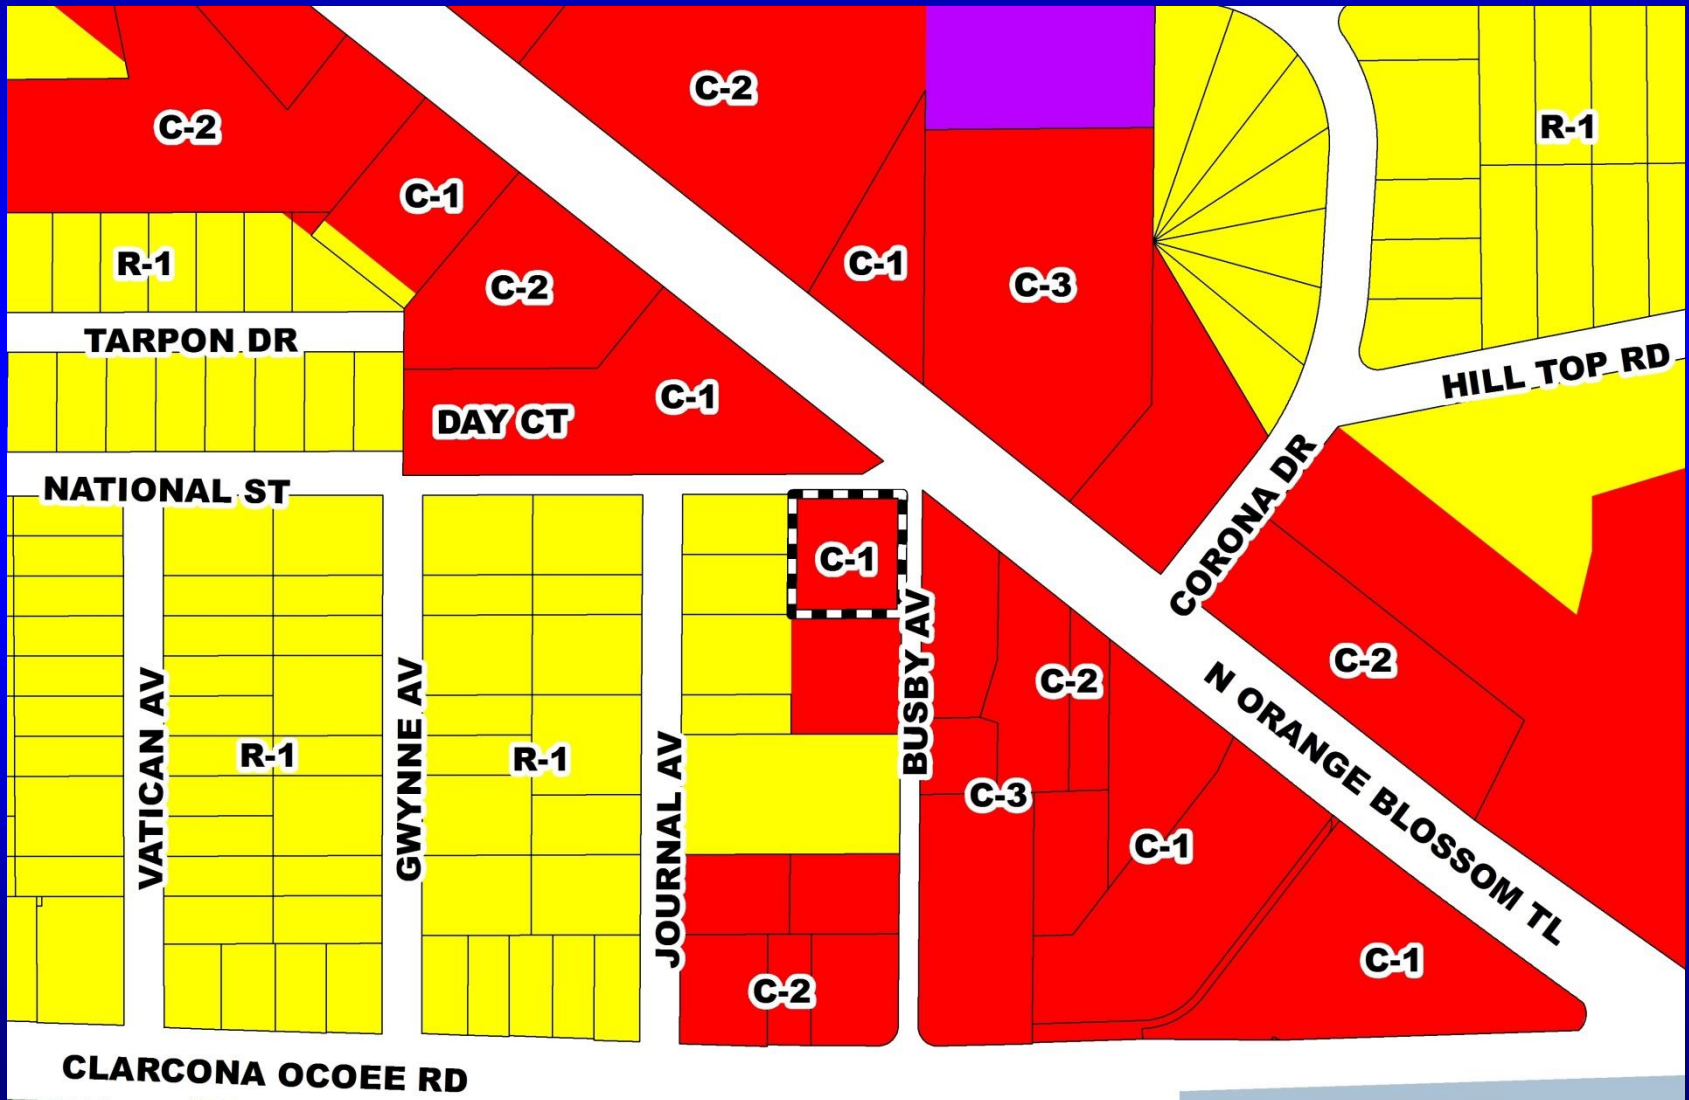 C-2
C-2
R-1
C-1
C-1
R-1
C-2
C-3
TARPON DR
HILL TOP RD
C-1
DAY CT
NATIONAL ST
CORONA DR
C-1
BUSBY AV
C-2
C-2
VATICAN AV
GWYNNE AV
JOURNAL AV
R-1
R-1
N ORANGE BLOSSOM TL
C-3
C-1
C-1
C-2
CLARCONA OCOEE RD